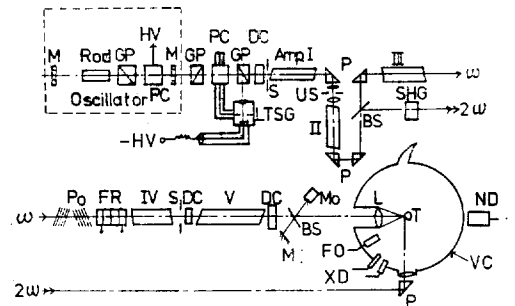 HV PC GP DC Amp I P III
M Rod GP M GP ω
Oscillator PC S US SHG
LTSG II BS 2ω
-HV
P
Po FR IV S DC V DC Mo L T ND
ω BS
M FO VC
XD
2ω P